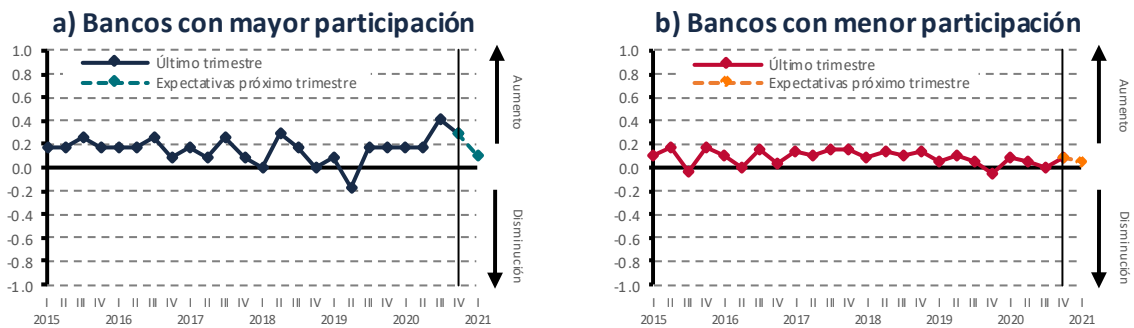 a) Bancos con mayor participación
1.0
0.8
0.6
0.4
0.2
0.0
-0.2
-0.4
-0.6
-0.8
-1.0
Último trimestre
Expectativas próximo trimestre
Aumento
Disminución
I II III IV I II III IV I II III IV I II III IV I II III IV I II III IV I
2015 2016 2017 2018 2019 2020 2021
b) Bancos con menor participación
1.0
0.8
0.6
0.4
0.2
0.0
-0.2
-0.4
-0.6
-0.8
-1.0
Último trimestre
Expectativas próximo trimestre
Aumento
Disminución
I II III IV I II III IV I II III IV I II III IV I II III IV I II III IV I
2015 2016 2017 2018 2019 2020 2021